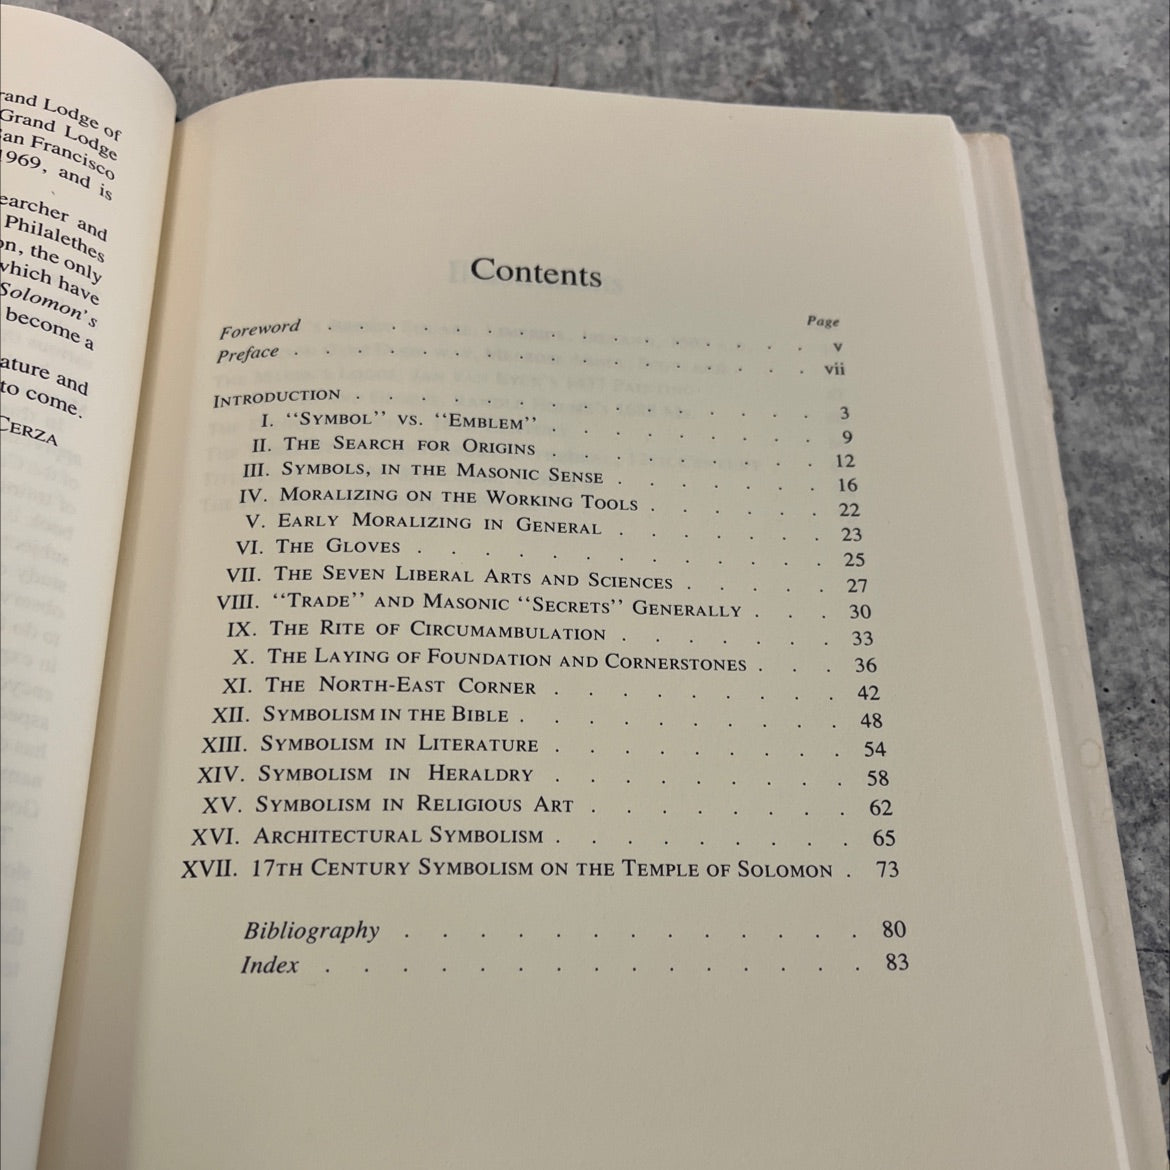 rand Lodge of
Grand Lodge
San Francisco
1969, and is
earcher and
Philalethes
on, the only
which have
Solomon's
become a
ature and
to come.
CERZA
Contents
Page
Foreword . . . . . . . . . . . . . v
Preface . . . . . . . . . . . . . . vii
INTRODUCTION . . . . . . . . . . . . 3
I. "SYMBOL" VS. "EMBLEM" . . . . . . . . 9
II. THE SEARCH FOR ORIGINS . . . . . . . . 12
III. SYMBOLS, IN THE MASONIC SENSE . . . . . . 16
IV. MORALIZING ON THE WORKING TOOLS . . . . . . 22
V. EARLY MORALIZING IN GENERAL . . . . . . 23
VI. THE GLOVES . . . . . . . . . . . 25
VII. THE SEVEN LIBERAL ARTS AND SCIENCES . . . . . 27
VIII. "TRADE" AND MASONIC "SECRETS" GENERALLY . . . 30
IX. THE RITE OF CIRCUMAMBULATION . . . . . . 33
X. THE LAYING OF FOUNDATION AND CORNERSTONES . . . 36
XI. THE NORTH-EAST CORNER . . . . . . . . 42
XII. SYMBOLISM IN THE BIBLE . . . . . . . . . 48
XIII. SYMBOLISM IN LITERATURE . . . . . . . . 54
XIV. SYMBOLISM IN HERALDRY . . . . . . . . 58
XV. SYMBOLISM IN RELIGIOUS ART . . . . . . . 62
XVI. ARCHITECTURAL SYMBOLISM . . . . . . . . 65
XVII. 17TH CENTURY SYMBOLISM ON THE TEMPLE OF SOLOMON . 73
Bibliography . . . . . . . . . . . . . 80
Index . . . . . . . . . . . . . . . 83